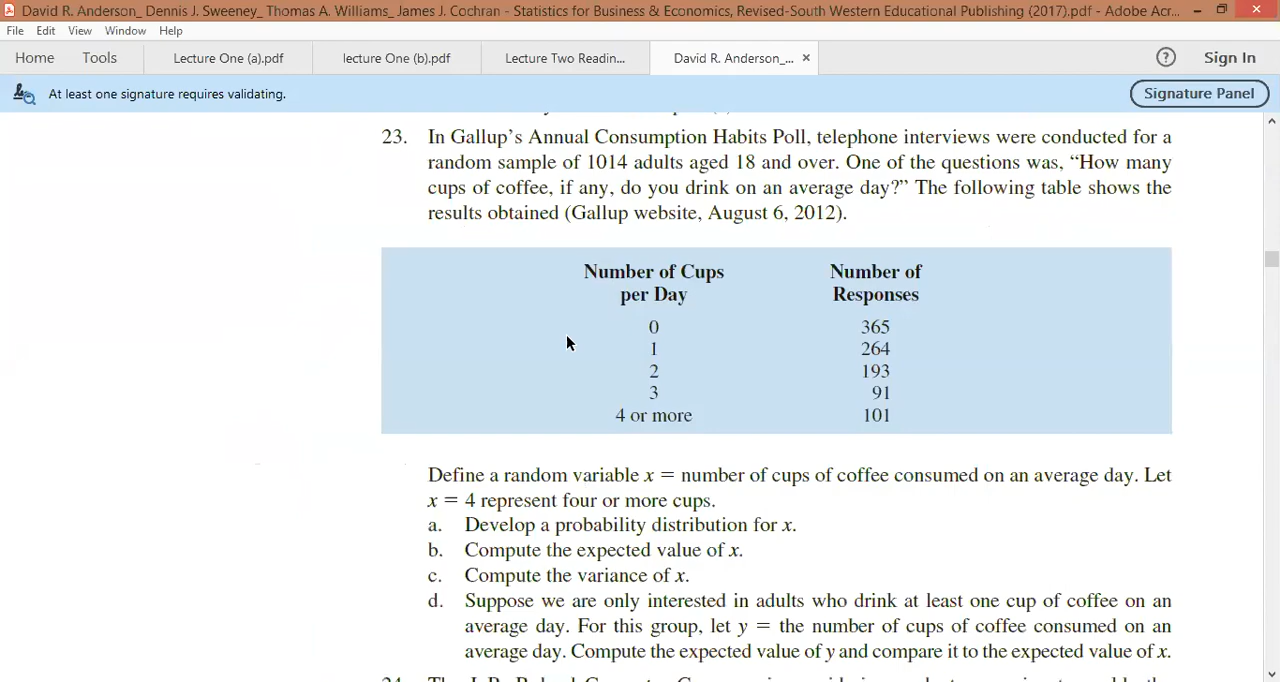 David R. Anderson_ Dennis J. Sweeney_ Thomas A. Williams_ James J. Cochran - Statistics for Business & Economics, Revised-South Western Educational Publishing (2017).pdf - Adobe Acr...
File Edit View Window Help
Home Tools Lecture One (a).pdf lecture One (b).pdf Lecture Two Readin... David R. Anderson_... × ? Sign In
At least one signature requires validating. Signature Panel
23. In Gallup's Annual Consumption Habits Poll, telephone interviews were conducted for a
random sample of 1014 adults aged 18 and over. One of the questions was, “How many
cups of coffee, if any, do you drink on an average day?” The following table shows the
results obtained (Gallup website, August 6, 2012).
Number of Cups Number of
per Day Responses
0 365
1 264
2 193
3 91
4 or more 101
Define a random variable x = number of cups of coffee consumed on an average day. Let
x = 4 represent four or more cups.
a. Develop a probability distribution for x.
b. Compute the expected value of x.
c. Compute the variance of x.
d. Suppose we are only interested in adults who drink at least one cup of coffee on an
average day. For this group, let y = the number of cups of coffee consumed on an
average day. Compute the expected value of y and compare it to the expected value of x.